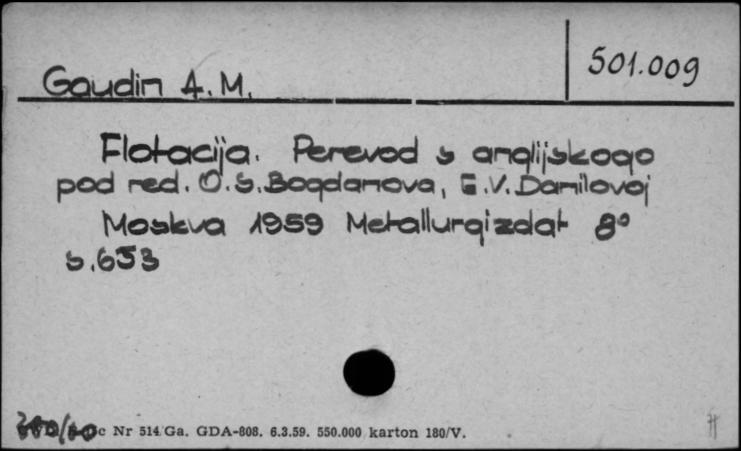 501.009
Gaudin A.M.
Flotacija. Perevod s anglijskogo
pod red. O.S. Bogdanova, G.V. Danilovoj
Moskva 1959 Metallurgizdat 8°
s. 653
Nr 514 Ga. GDA-808. 6.3.59. 550.000 karton 180/V.